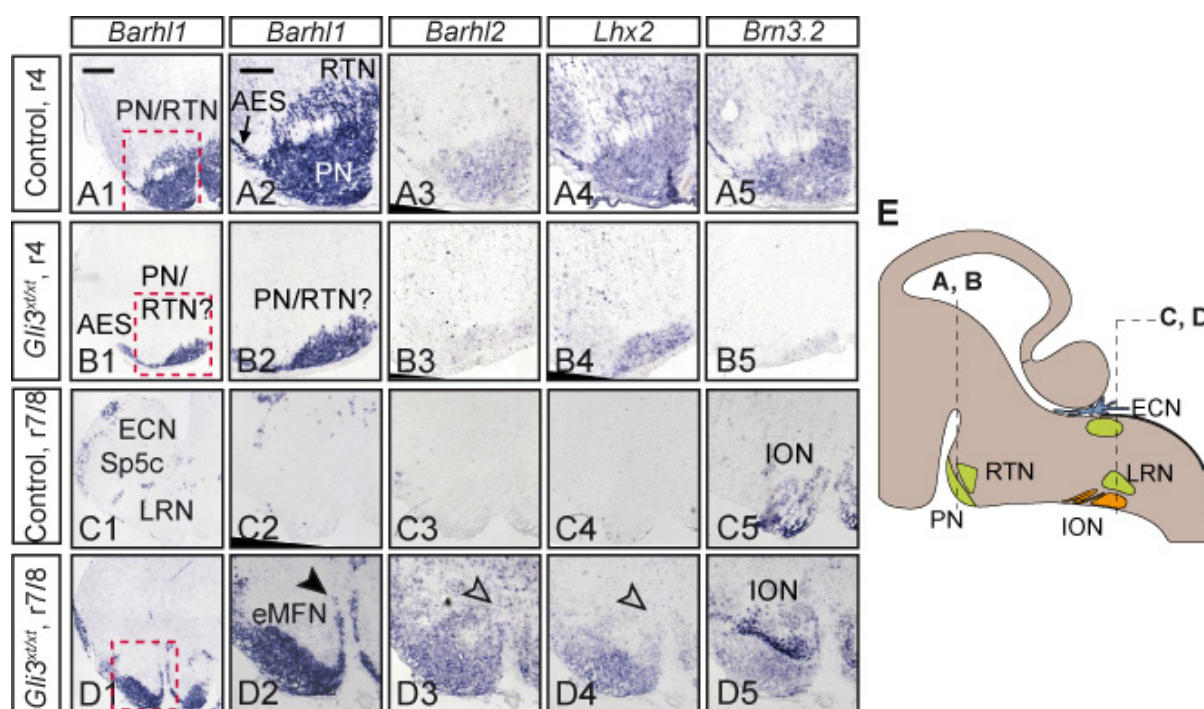 Barhl1 Barhl1 Barhl2 Lhx2 Brn3.2
Control, r4
PN/RTN
A1
RTN
AES
PN
A2
A3
A4
A5
Gli3xt/xt, r4
PN/
RTN?
AES
B1
PN/RTN?
B2
B3
B4
B5
Control, r7/8
ECN
Sp5c
LRN
C1
C2
C3
C4
ION
C5
Gli3xt/xt, r7/8
D1
eMFN
D2
D3
D4
ION
D5
E
A, B
C, D
ECN
RTN
LRN
PN
ION